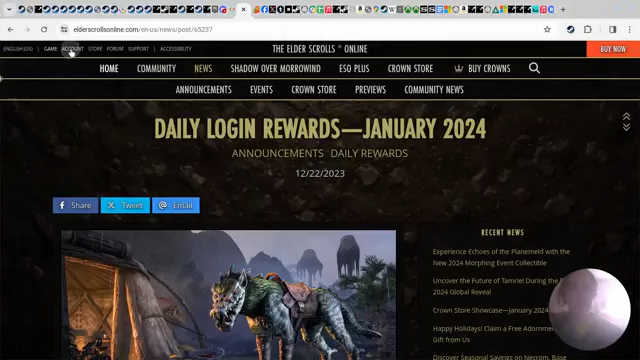 elderscrollsonline.com/en-us/news/post/65237
ENGLISH (US) | GAME ACCOUNT STORE FORUM SUPPORT | ACCESSIBILITY
THE ELDER SCROLLS ONLINE
BUY NOW
HOME COMMUNITY NEWS SHADOW OVER MORROWIND ESO PLUS CROWN STORE BUY CROWNS
ANNOUNCEMENTS EVENTS CROWN STORE PREVIEWS COMMUNITY NEWS
DAILY LOGIN REWARDS—JANUARY 2024
ANNOUNCEMENTS DAILY REWARDS
12/22/2023
Share Tweet Email
RECENT NEWS
Experience Echoes of the Planemeld with the
New 2024 Morphing Event Collectible
Uncover the Future of Tamriel During the
2024 Global Reveal
Crown Store Showcase—January 2024
Happy Holidays! Claim a Free
Gift from Us
Discover Seasonal Savings on Necrom, Base